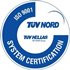 ISO 9001
TÜV NORD
TÜV HELLAS
SYSTEM CERTIFICATION